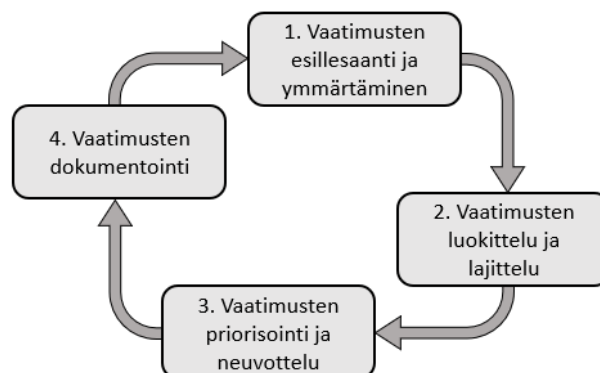 1. Vaatimusten
esillesaanti ja
ymmärtäminen
2. Vaatimusten
luokittelu ja
lajittelu
3. Vaatimusten
priorisointi ja
neuvottelu
4. Vaatimusten
dokumentointi